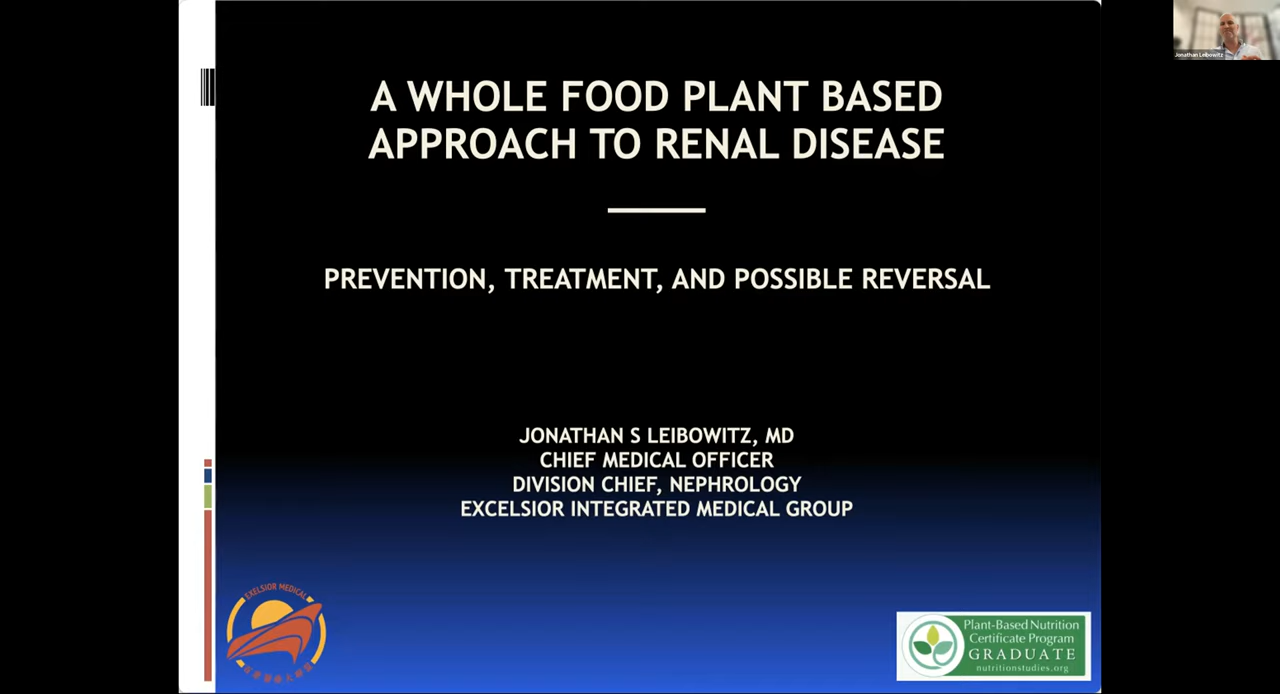 Jonathan Leibowitz
A WHOLE FOOD PLANT BASED
APPROACH TO RENAL DISEASE
PREVENTION, TREATMENT, AND POSSIBLE REVERSAL
JONATHAN S LEIBOWITZ, MD
CHIEF MEDICAL OFFICER
DIVISION CHIEF, NEPHROLOGY
EXCELSIOR INTEGRATED MEDICAL GROUP
EXELSIOR MEDICAL
Plant-Based Nutrition
Certificate Program
GRADUATE
nutritionstudies.org